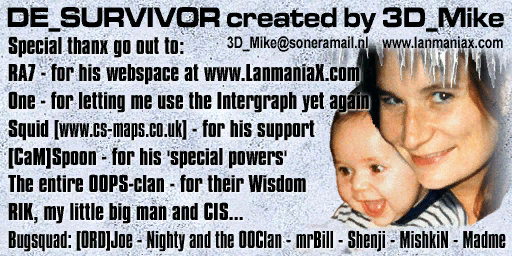 DE_SURVIVOR created by 3D_Mike
Special thanx go out to: 3D_Mike@soneramail.nl www.lanmaniax.com
RA7 - for his webspace at www.LanmaniaX.com
One - for letting me use the Intergraph yet again
Squid [www.cs-maps.co.uk] - for his support
[CaM]Spoon - for his 'special powers'
The entire OOPS-clan - for their Wisdom
RIK, my little big man and CIS...
Bugsquad: [ORD]Joe - Nighty and the OOClan - mrBill - Shenji - MishkiN - Madme